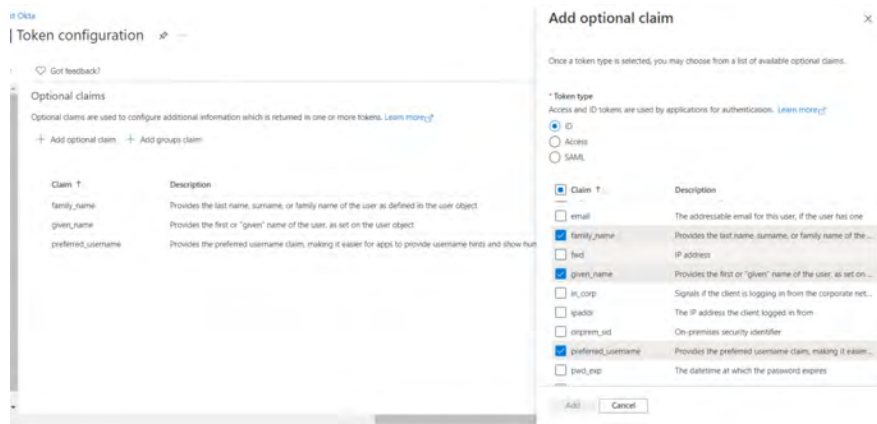 nt Okta
| Token configuration
Got feedback?
Optional claims
Optional claims are used to configure additional information which is returned in one or more tokens. Learn more
+ Add optional claim + Add groups claim
Claim ↑ Description
family_name Provides the last name, surname, or family name of the user as defined in the user object
given_name Provides the first or "given" name of the user, as set on the user object
preferred_username Provides the preferred username claim, making it easier for apps to provide username hints and show hum
Add optional claim
Once a token type is selected, you may choose from a list of available optional claims.
* Token type
Access and ID tokens are used by applications for authentication. Learn more
ID
Access
SAML
Claim ↑ Description
email The addressable email for this user, if the user has one
family_name Provides the last name, surname, or family name of the ...
fwd IP address
given_name Provides the first or "given" name of the user, as set on ...
in_corp Signals if the client is logging in from the corporate net...
ipaddr The IP address the client logged in from
onprem_sid On-premises security identifier
preferred_username Provides the preferred username claim, making it easier...
pwd_exp The datetime at which the password expires
Add Cancel